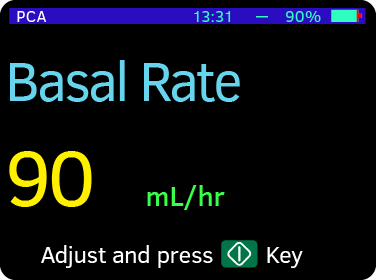 PCA 13:31 – 90%
Basal Rate
90 mL/hr
Adjust and press Key